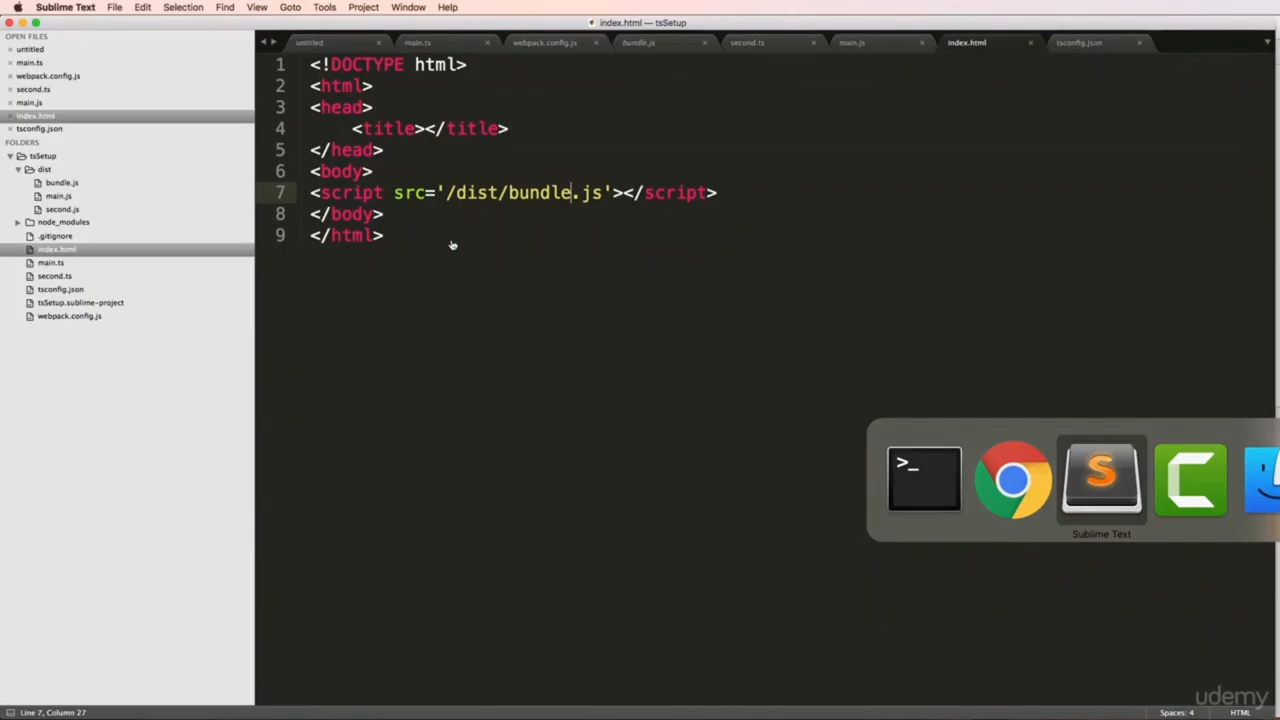 Sublime Text File Edit Selection Find View Goto Tools Project Window Help
index.html — tsSetup
OPEN FILES
untitled
main.ts
webpack.config.js
second.ts
main.js
index.html
tsconfig.json
FOLDERS
tsSetup
dist
bundle.js
main.js
second.js
node_modules
.gitignore
index.html
main.ts
second.ts
tsconfig.json
tsSetup.sublime-project
webpack.config.js
untitled main.ts webpack.config.js bundle.js second.ts main.js index.html tsconfig.json
1 <!DOCTYPE html>
2 <html>
3 <head>
4 <title></title>
5 </head>
6 <body>
7 <script src='/dist/bundle.js'></script>
8 </body>
9 </html>
>_
S
C
Sublime Text
udemy
Line 7, Column 27
Spaces: 4
HTML